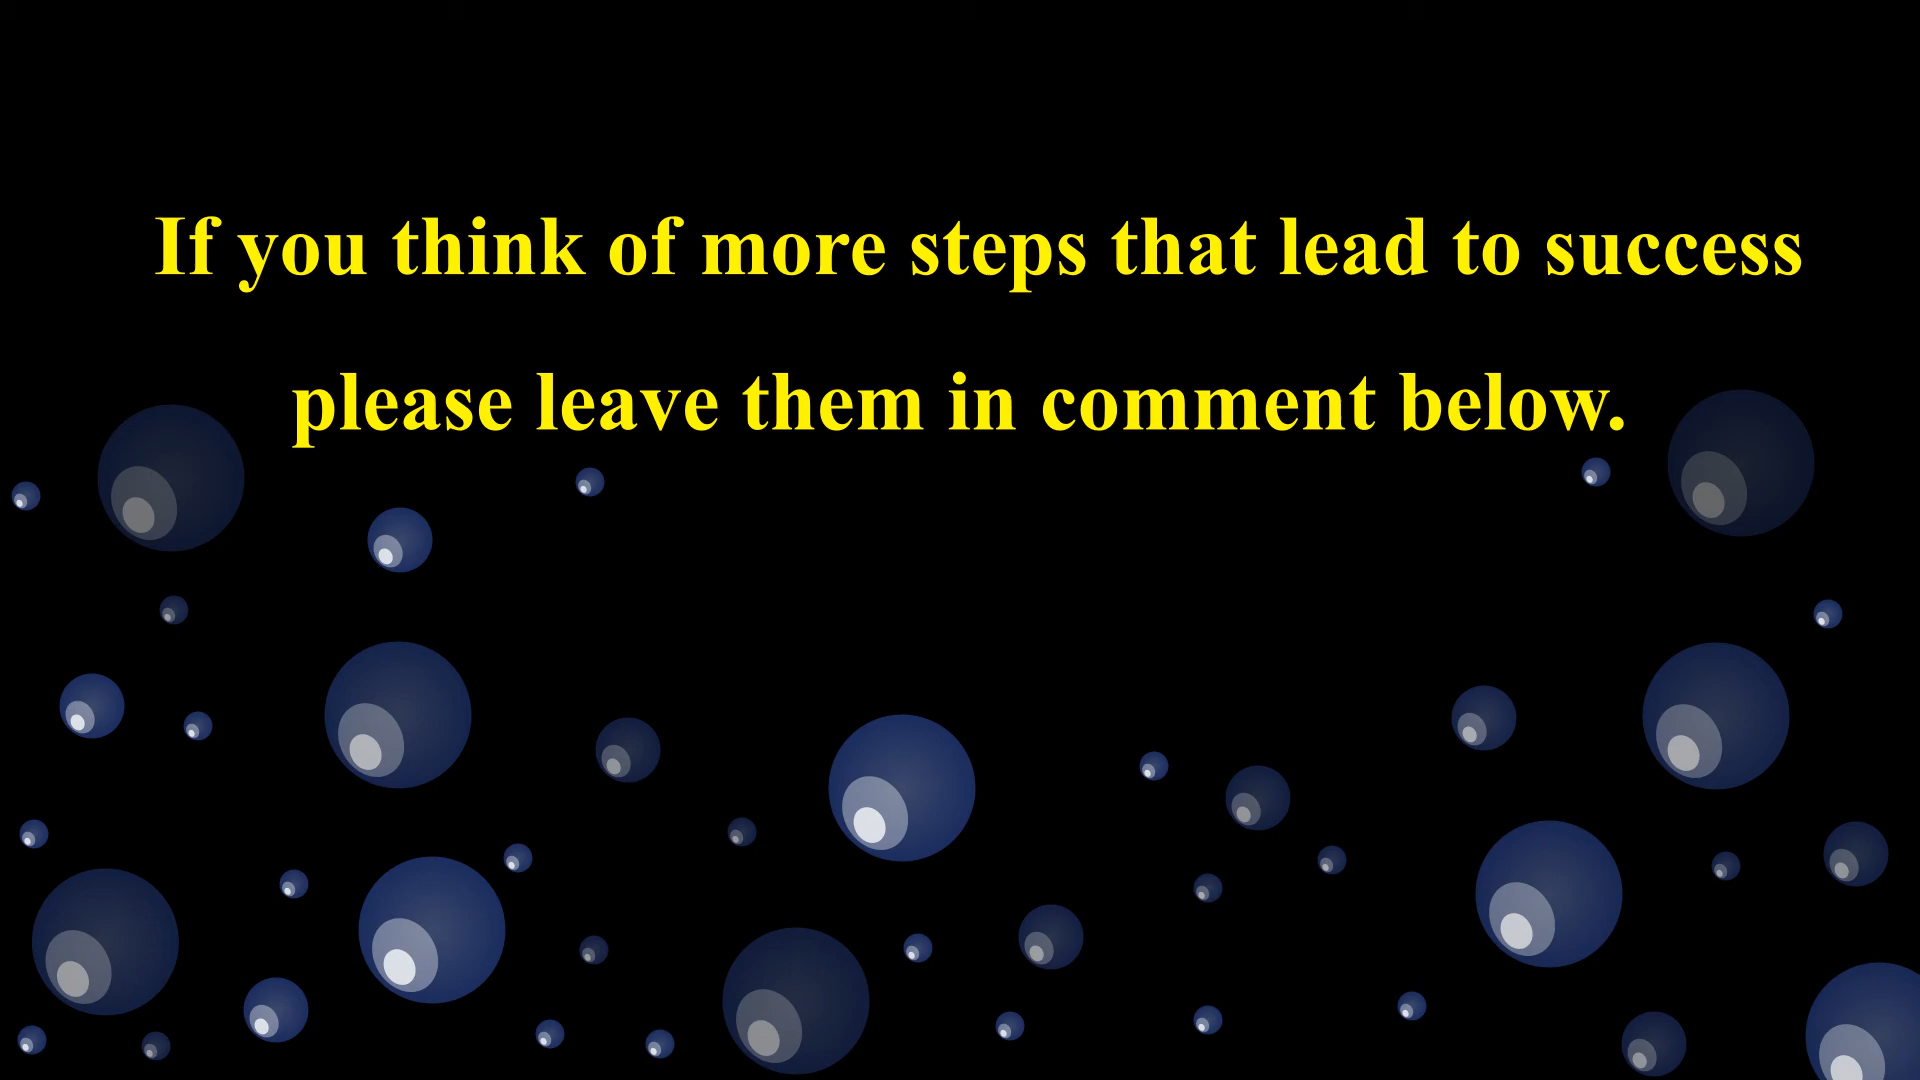 If you think of more steps that lead to success
please leave them in comment below.